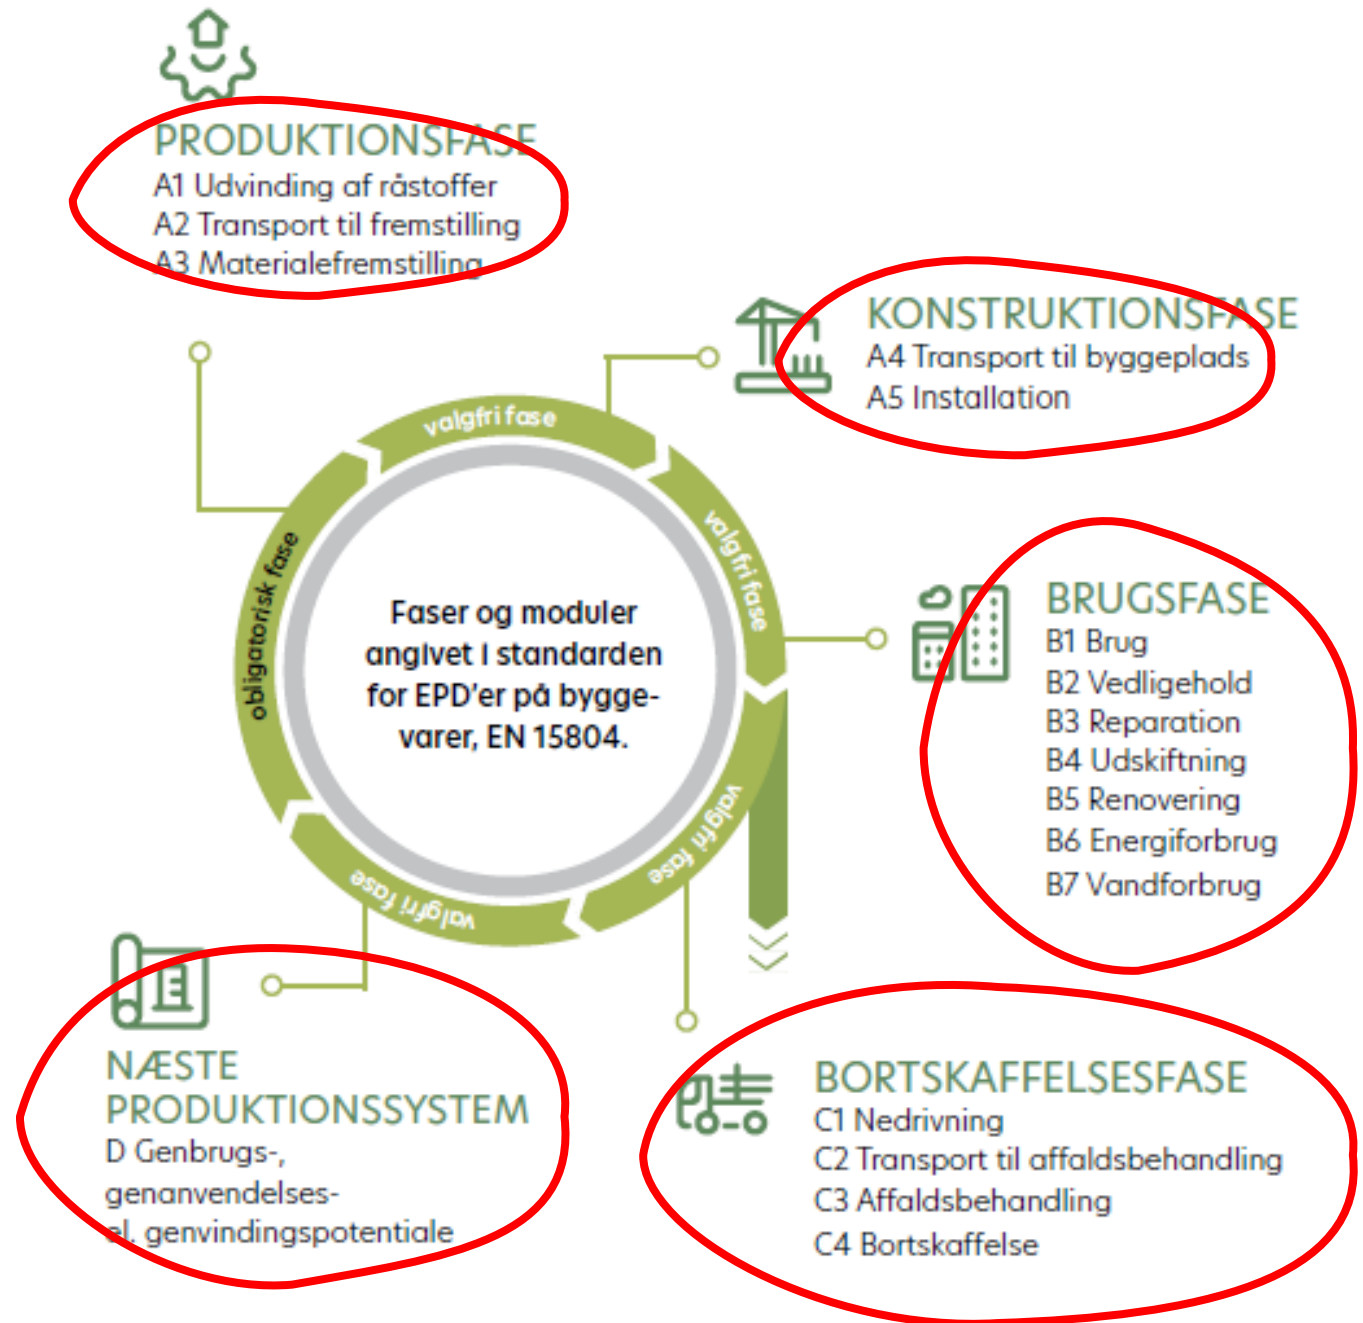 PRODUKTIONSFASE
A1 Udvinding af råstoffer
A2 Transport til fremstilling
A3 Materialefremstilling
KONSTRUKTIONSFASE
A4 Transport til byggeplads
A5 Installation
valgfri fase
valgfri fase
obligatorisk fase
Faser og moduler
angivet i standarden
for EPD'er på bygge-
varer, EN 15804.
BRUGSFASE
B1 Brug
B2 Vedligehold
B3 Reparation
B4 Udskiftning
B5 Renovering
B6 Energiforbrug
B7 Vandforbrug
valgfri fase
valgfri fase
NÆSTE
PRODUKTIONSSYSTEM
D Genbrugs-,
genanvendelses-
el. genvindingspotentiale
BORTSKAFFELSESFASE
C1 Nedrivning
C2 Transport til affaldsbehandling
C3 Affaldsbehandling
C4 Bortskaffelse